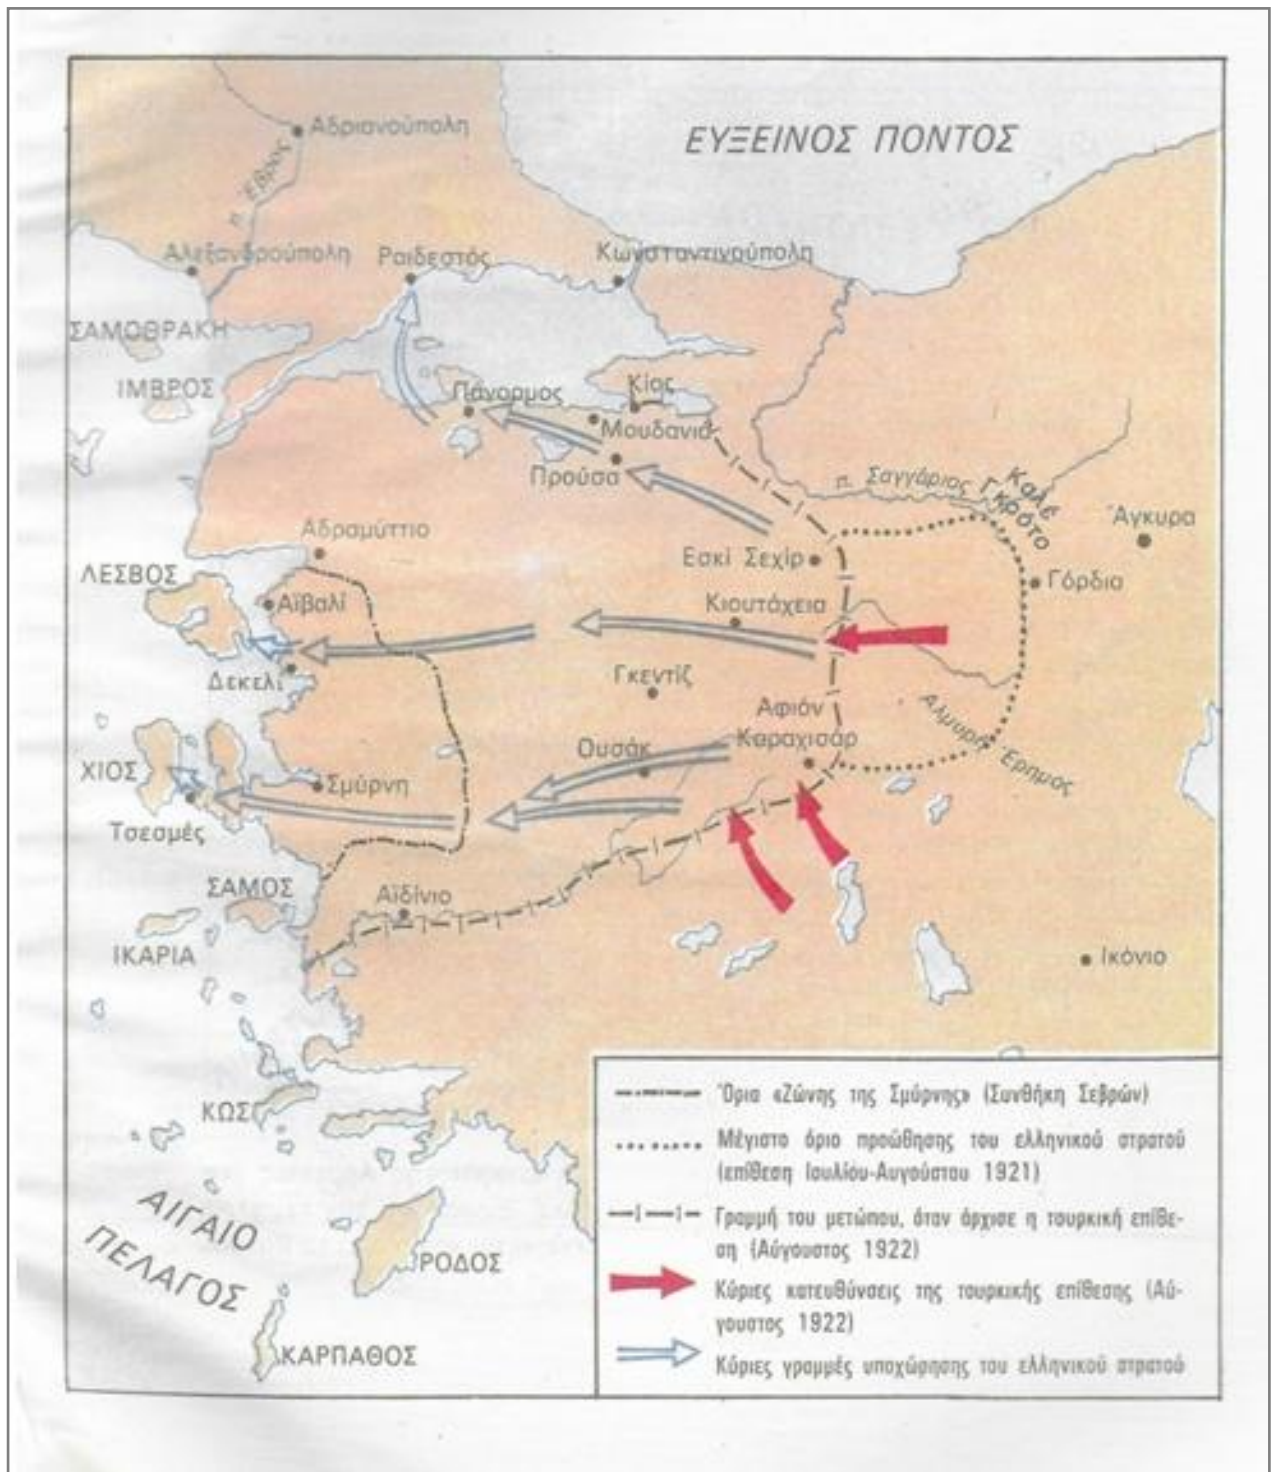 ΕΥΞΕΙΝΟΣ ΠΟΝΤΟΣ
Αδριανούπολη
π. Έβρος
Αλεξανδρούπολη
Ραιδεστός
Κωνσταντινούπολη
ΣΑΜΟΘΡΑΚΗ
ΙΜΒΡΟΣ
Πάνορμος
Κίος
Μουδανιά
Προύσα
π. Σαγγάριος
Καλέ
Γκρότο
Άγκυρα
Αδραμύττιο
Εσκί Σεχίρ
Γόρδιο
ΛΕΣΒΟΣ
Αϊβαλί
Κιουτάχεια
Δεκελί
Γκεντίζ
Αφιόν
Καραχισάρ
Αλμυρή Έρημος
Ουσάκ
ΧΙΟΣ
Σμύρνη
Τσεσμές
ΣΑΜΟΣ
Αϊδίνιο
ΙΚΑΡΙΑ
Ικόνιο
ΚΩΣ
ΑΙΓΑΙΟ
ΠΕΛΑΓΟΣ
ΡΟΔΟΣ
ΚΑΡΠΑΘΟΣ
Όρια «Ζώνης της Σμύρνης» (Συνθήκη Σεβρών)
Μέγιστο όριο προώθησης του ελληνικού στρατού
(επίθεση Ιουλίου-Αυγούστου 1921)
Γραμμή του μετώπου, όταν άρχισε η τουρκική επίθε-
ση (Αύγουστος 1922)
Κύριες κατευθύνσεις της τουρκικής επίθεσης (Αύ-
γουστος 1922)
Κύριες γραμμές υποχώρησης του ελληνικού στρατού